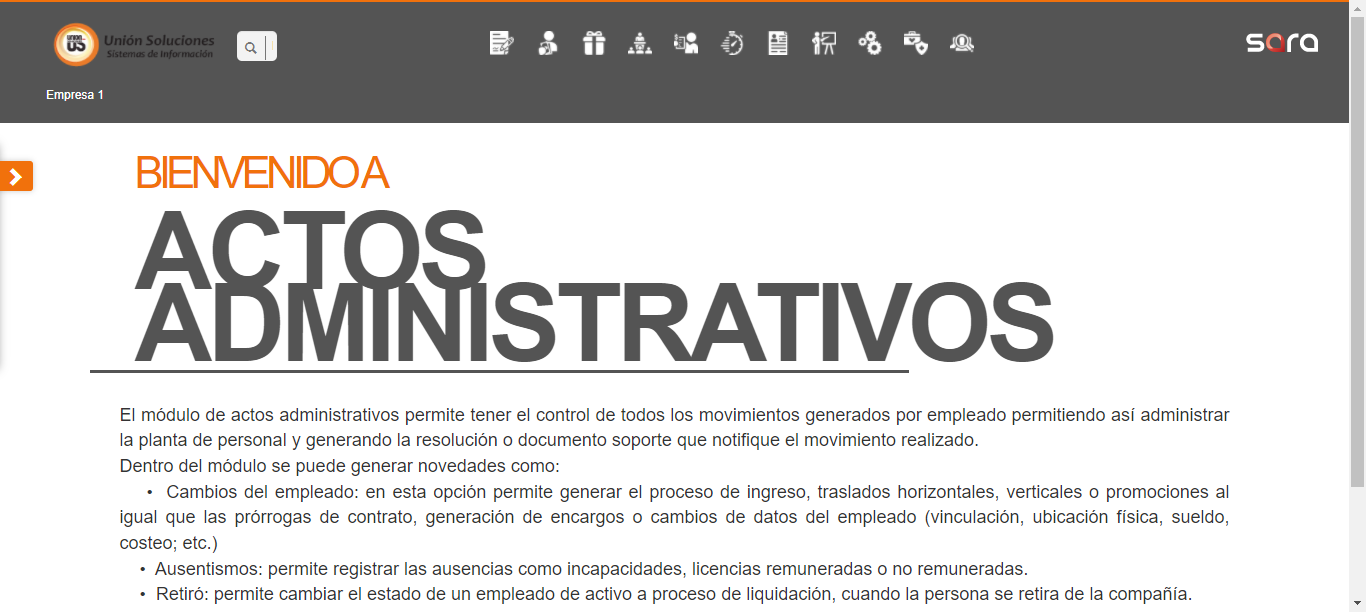 UNION
US
Unión Soluciones
Sistemas de Información
sara
Empresa 1
BIENVENIDO A
ACTOS
ADMINISTRATIVOS
El módulo de actos administrativos permite tener el control de todos los movimientos generados por empleado permitiendo así administrar
la planta de personal y generando la resolución o documento soporte que notifique el movimiento realizado.
Dentro del módulo se puede generar novedades como:
• Cambios del empleado: en esta opción permite generar el proceso de ingreso, traslados horizontales, verticales o promociones al
igual que las prórrogas de contrato, generación de encargos o cambios de datos del empleado (vinculación, ubicación física, sueldo,
costeo; etc.)
• Ausentismos: permite registrar las ausencias como incapacidades, licencias remuneradas o no remuneradas.
• Retiró: permite cambiar el estado de un empleado de activo a proceso de liquidación, cuando la persona se retira de la compañía.